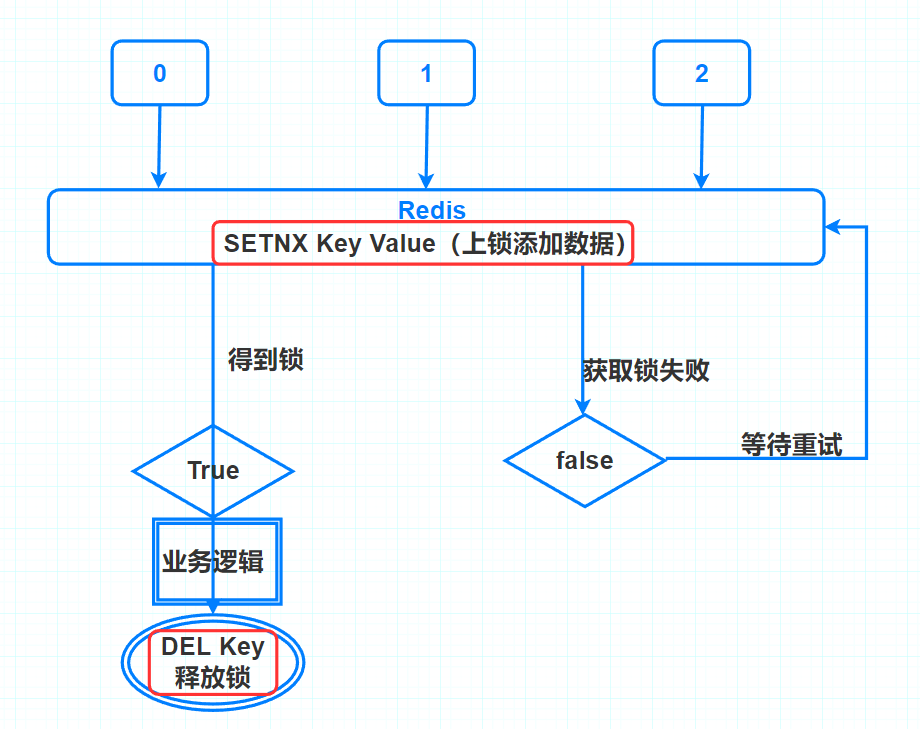 0
1
2
Redis
SETNX Key Value（上锁添加数据）
得到锁
获取锁失败
True
false
等待重试
业务逻辑
DEL Key
释放锁